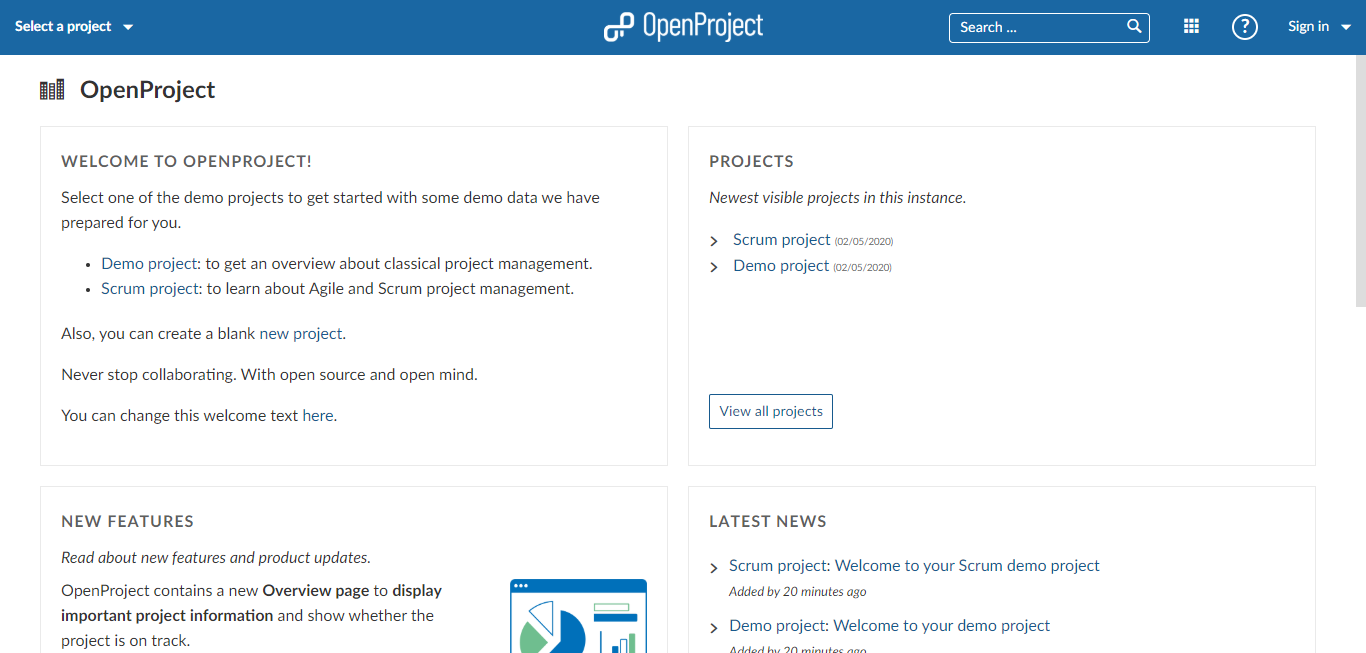 Select a project
OpenProject
Search ...
?
Sign in
OpenProject
WELCOME TO OPENPROJECT!
Select one of the demo projects to get started with some demo data we have
prepared for you.
Demo project: to get an overview about classical project management.
Scrum project: to learn about Agile and Scrum project management.
Also, you can create a blank new project.
Never stop collaborating. With open source and open mind.
You can change this welcome text here.
PROJECTS
Newest visible projects in this instance.
Scrum project (02/05/2020)
Demo project (02/05/2020)
View all projects
NEW FEATURES
Read about new features and product updates.
OpenProject contains a new Overview page to display
important project information and show whether the
project is on track.
LATEST NEWS
Scrum project: Welcome to your Scrum demo project
Added by 20 minutes ago
Demo project: Welcome to your demo project
Added by 20 minutes ago